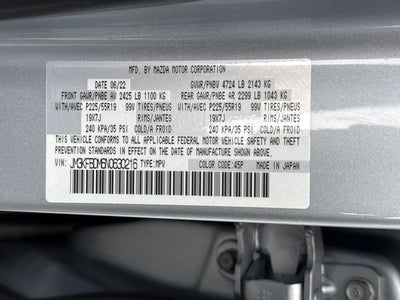 MFD. BY MAZDA MOTOR CORPORATION
DATE 06/22 GVWR/PNBV 4724 LB 2143 KG
FRONT GAWR/PNBE AV 2425 LB 1100 KG REAR GAWR/PNBE AR 2299 LB 1043 KG
WITH/AVEC P225/55R19 99V TIRES/PNEUS WITH/AVEC P225/55R19 99V TIRES/PNEUS
19X7J RIMS/JANTES 19X7J RIMS/JANTES
240 KPA/35 PSI COLD/A FROID 240 KPA/35 PSI COLD/A FROID
THIS VEHICLE CONFORMS TO ALL APPLICABLE FEDERAL MOTOR VEHICLE SAFETY AND
THEFT PREVENTION STANDARDS IN EFFECT ON THE DATE OF MANUFACTURE SHOWN ABOVE.
JM3KFBDM6N0630216 TYPE:MPV COLOR CODE:45P MADE IN JAPAN